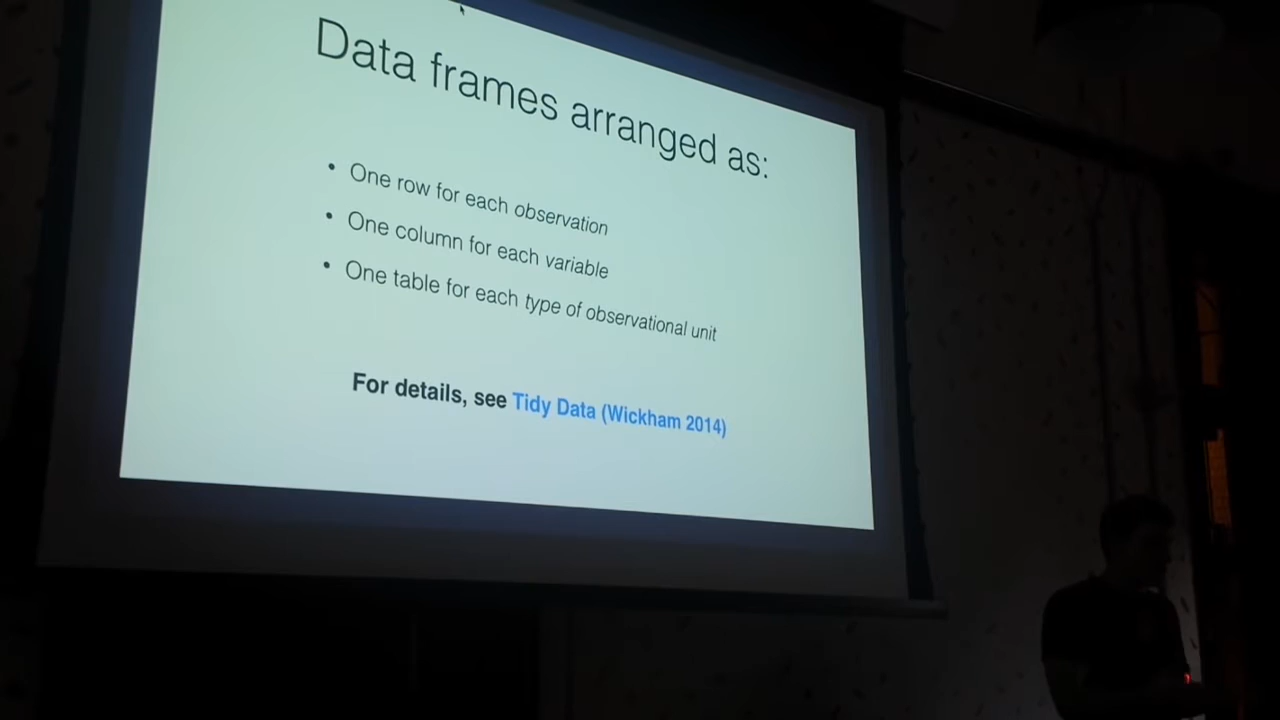 Data frames arranged as:
• One row for each observation
• One column for each variable
• One table for each type of observational unit
For details, see Tidy Data (Wickham 2014)